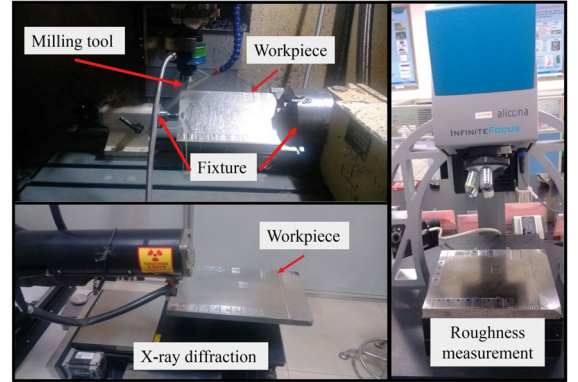 Milling tool
Workpiece
Fixture
Workpiece
X-ray diffraction
alicona
INFINITEFOCUS
Roughness
measurement